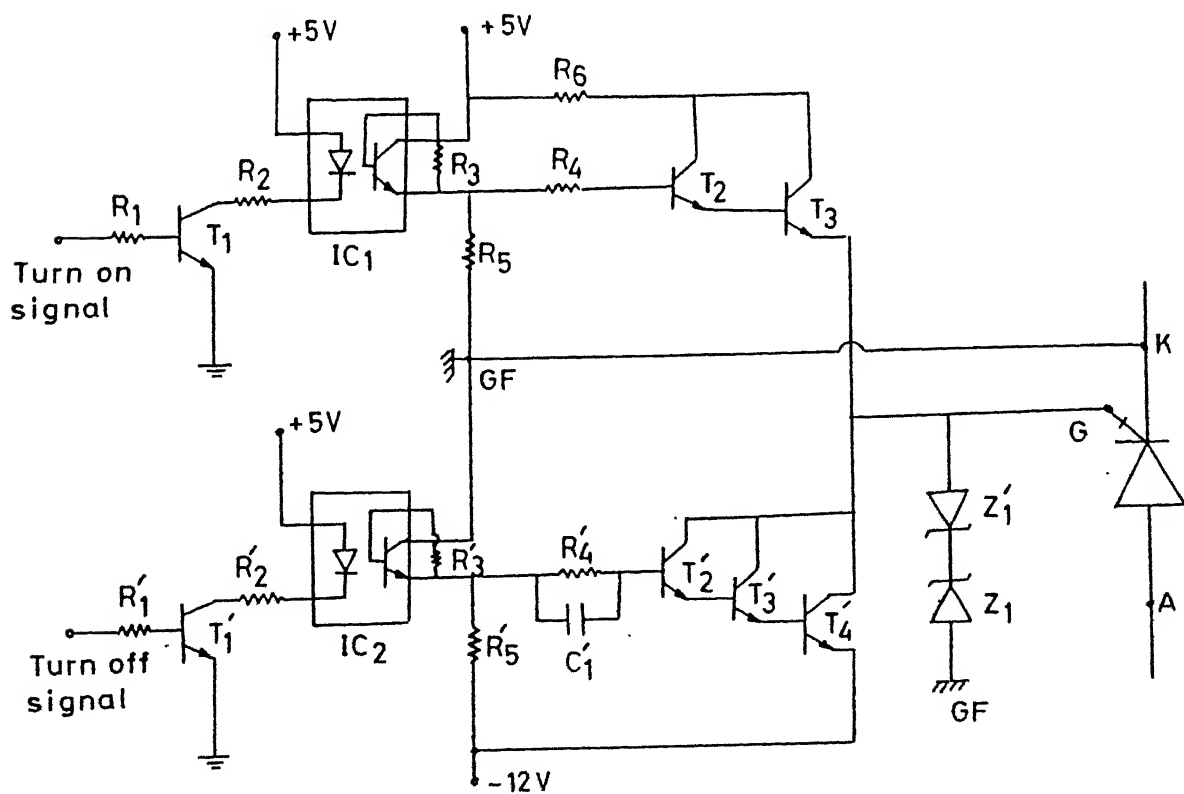 +5V
+5V
R6
R3
R4
R2
T2
R1
T1
T3
IC1
R5
Turn on
signal
K
GF
+5V
G
Z1'
R3'
R4'
R2'
T2'
R1'
T3'
Z1
A
T1'
T4'
IC2
R5'
C1'
Turn off
signal
GF
-12V